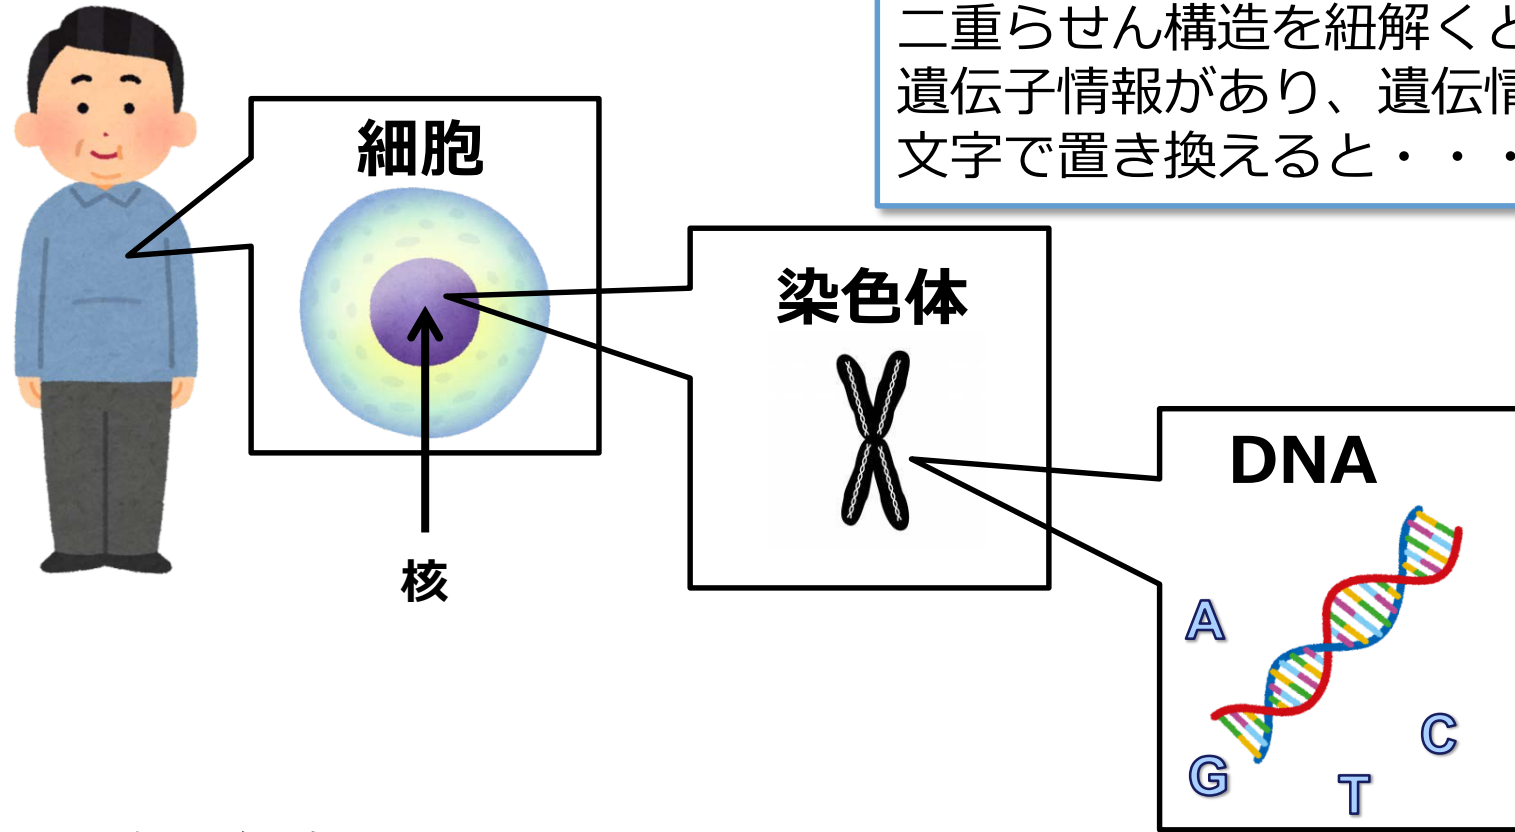 二重らせん構造を紐解くと
遺伝子情報があり、遺伝情
文字で置き換えると・・・
細胞
染色体
DNA
核
A
C
G
T